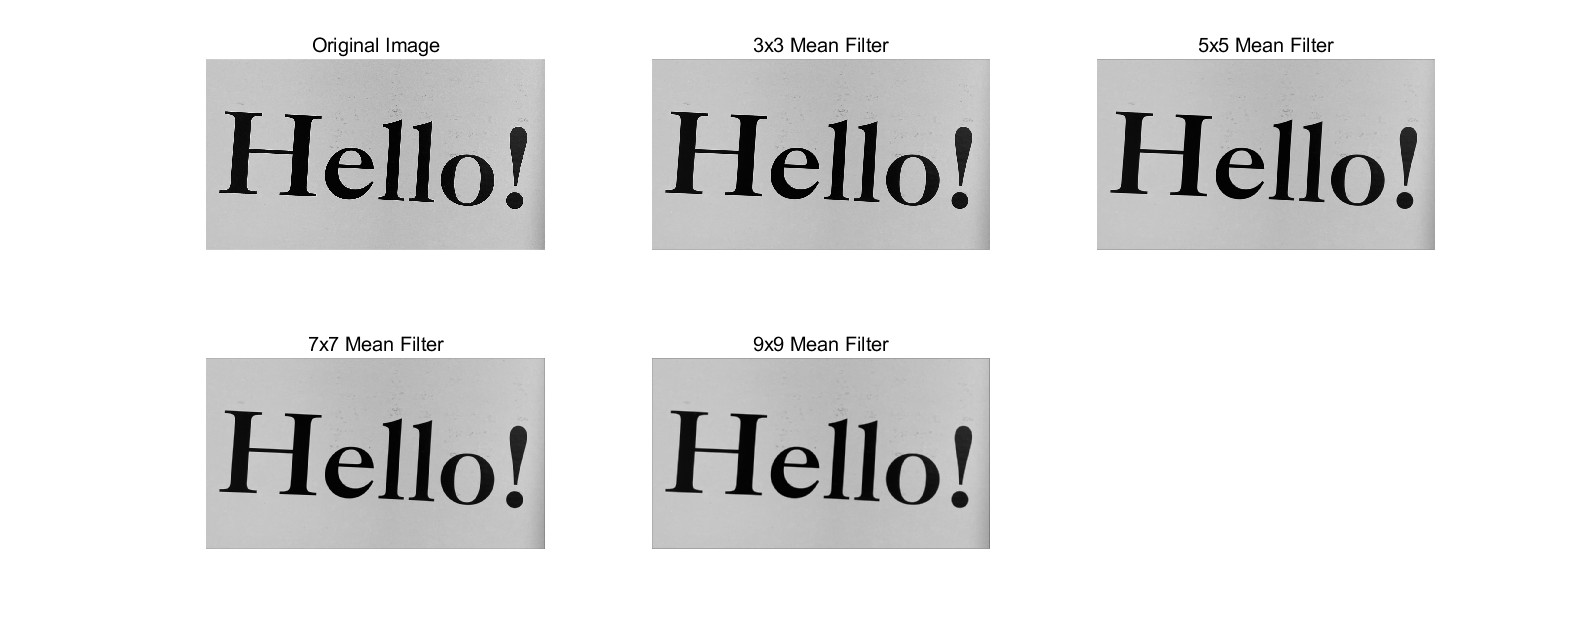 Original Image
Hello!
3x3 Mean Filter
Hello!
5x5 Mean Filter
Hello!
7x7 Mean Filter
Hello!
9x9 Mean Filter
Hello!